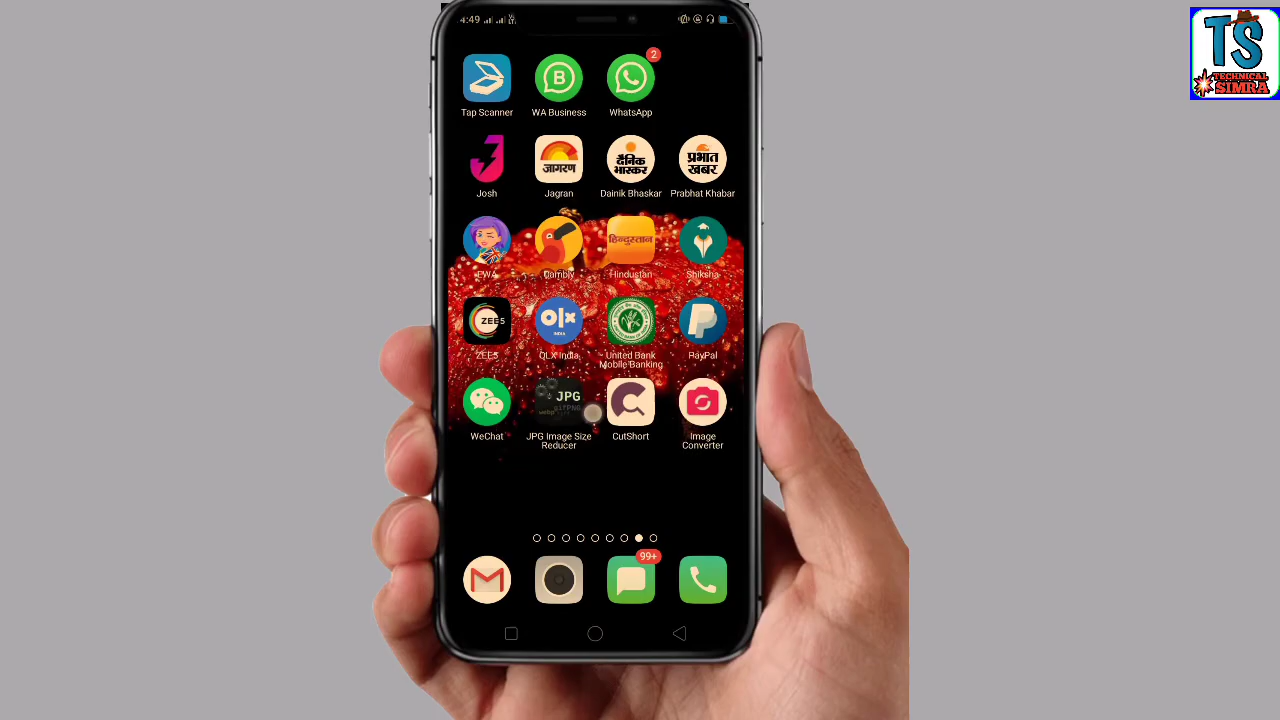 4:49
TS
TECHNICAL
SIMRA
2
Tap Scanner
WA Business
WhatsApp
जागरण
दैनिक
भास्कर
प्रभात
खबर
Josh
Jagran
Dainik Bhaskar
Prabhat Khabar
हिन्दुस्तान
EWA
Cambly
Hindustan
Shiksha
ZEE5
OLX
INDIA
ZEE5
OLX India
United Bank
Mobile Banking
PayPal
JPG
WeChat
JPG Image Size
Reducer
CutShort
Image
Converter
99+